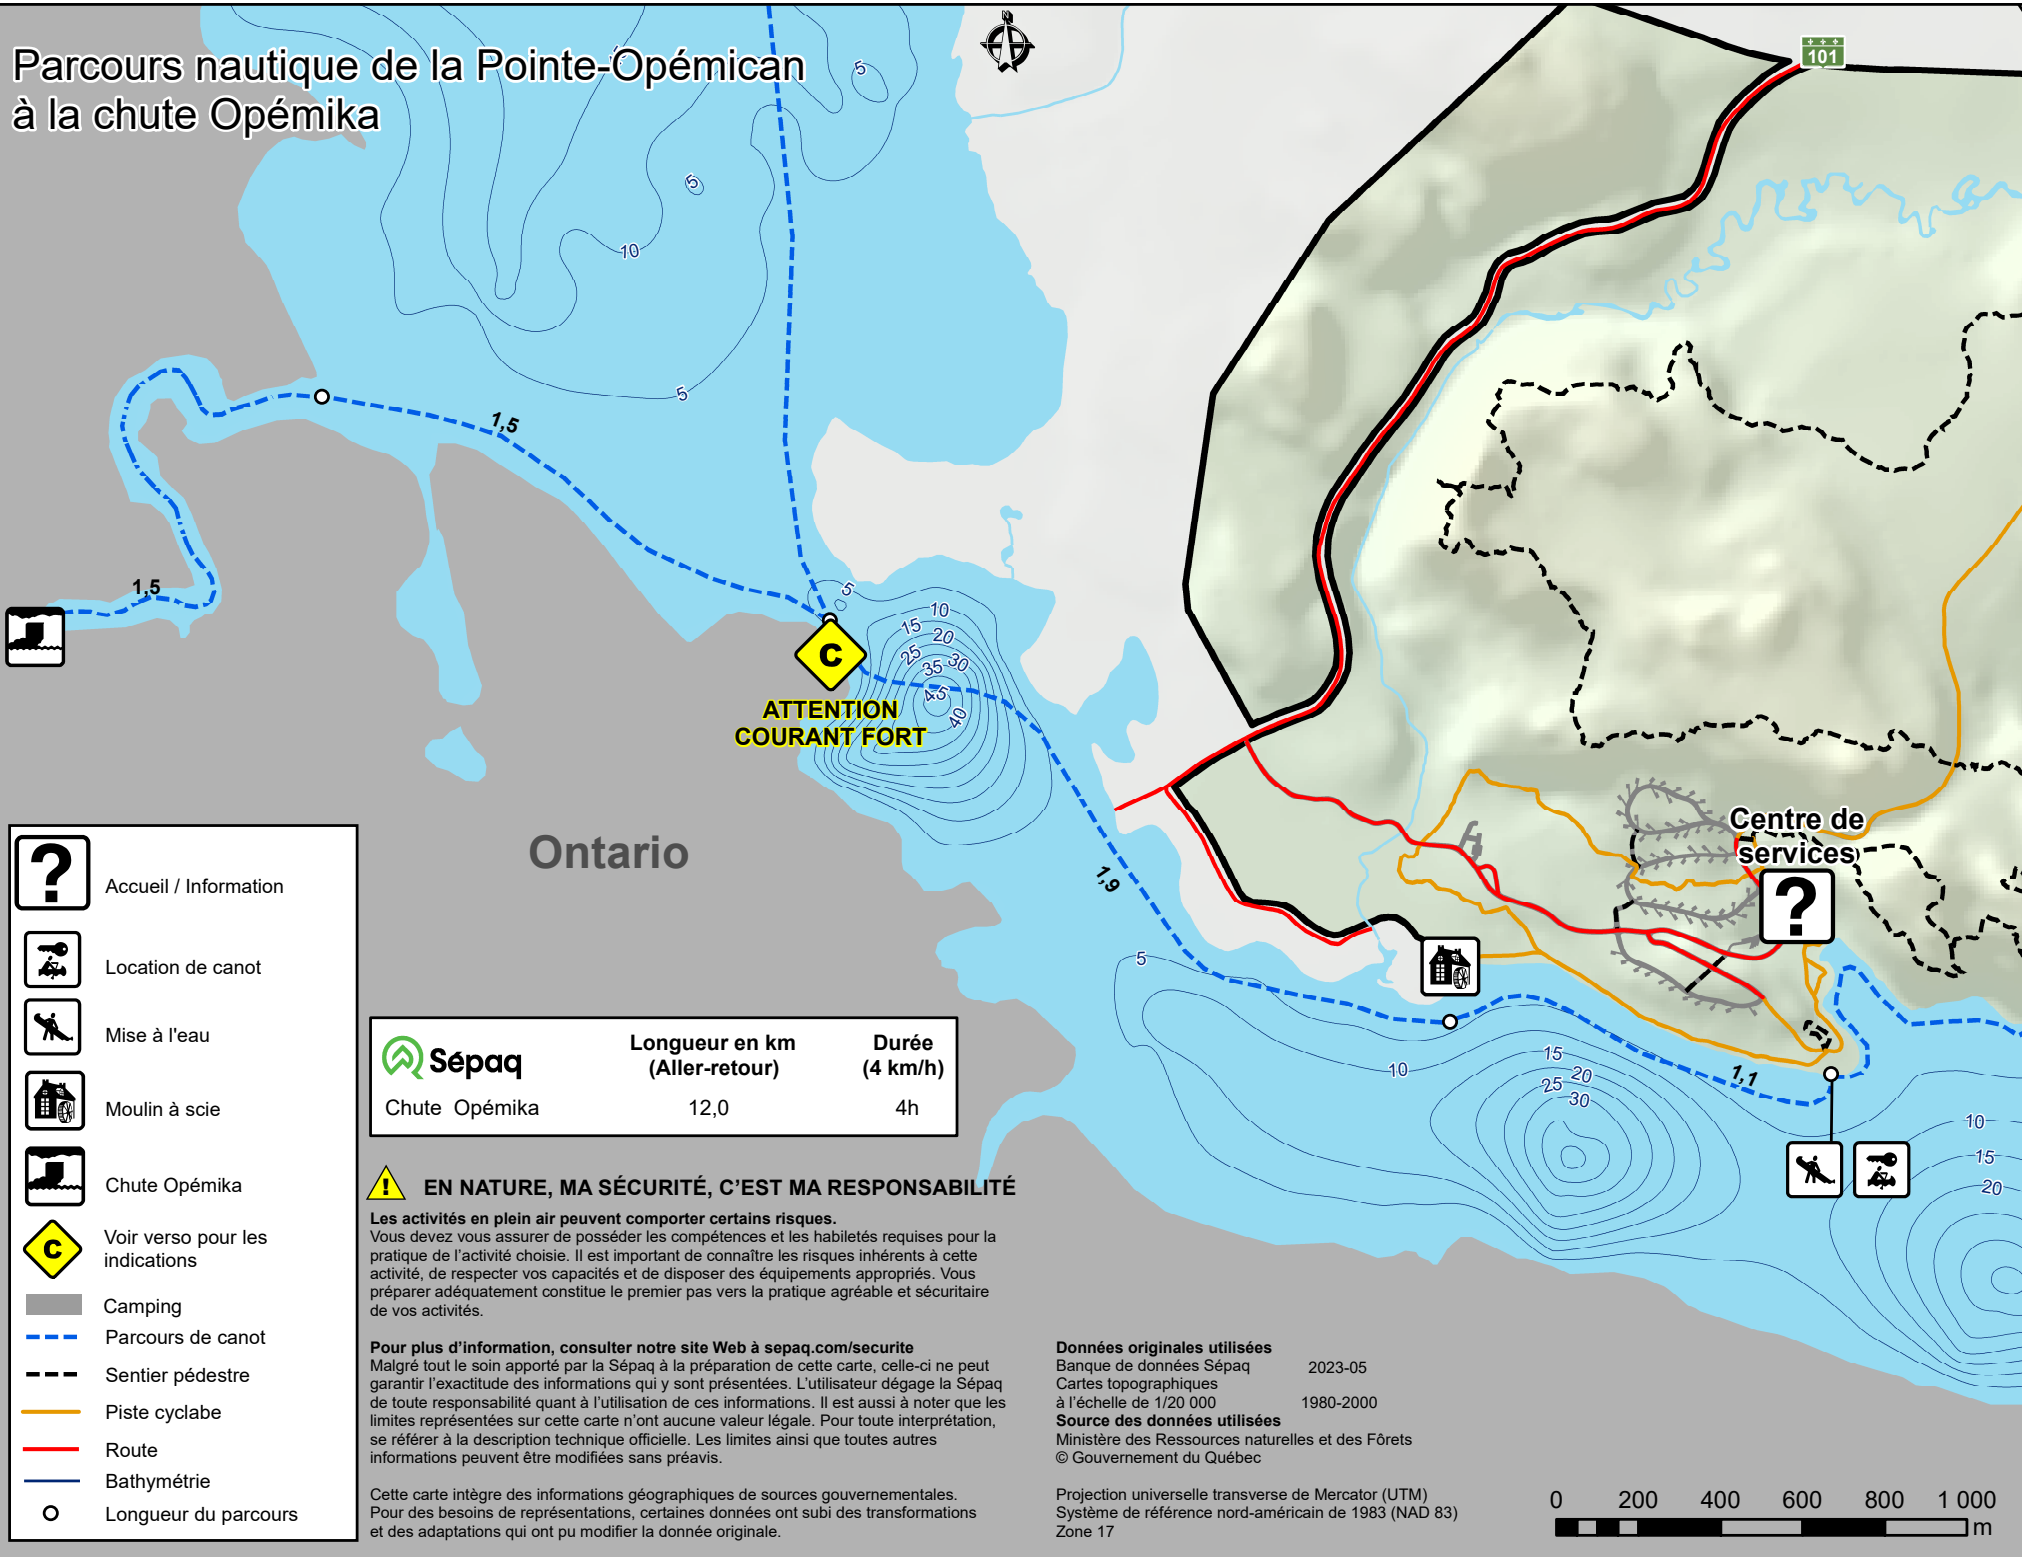 Parcours nautique de la Pointe-Opémican
à la chute Opémika
101
5
5
5
10
5
1,5
1,5
5
10
15
20
25
30
35
45
40
C
ATTENTION
COURANT FORT
Ontario
1,9
Centre de
services
?
5
10
15
20
25
30
1,1
10
15
20
? Accueil / Information
Location de canot
Mise à l'eau
Moulin à scie
Chute Opémika
C Voir verso pour les
indications
Camping
Parcours de canot
Sentier pédestre
Piste cyclabe
Route
Bathymétrie
Longueur du parcours
Sépaq
Longueur en km
(Aller-retour)
Durée
(4 km/h)
Chute Opémika 12,0 4h
! EN NATURE, MA SÉCURITÉ, C’EST MA RESPONSABILITÉ
Les activités en plein air peuvent comporter certains risques.
Vous devez vous assurer de posséder les compétences et les habiletés requises pour la
pratique de l’activité choisie. Il est important de connaître les risques inhérents à cette
activité, de respecter vos capacités et de disposer des équipements appropriés. Vous
préparer adéquatement constitue le premier pas vers la pratique agréable et sécuritaire
de vos activités.
Pour plus d’information, consulter notre site Web à sepaq.com/securite
Malgré tout le soin apporté par la Sépaq à la préparation de cette carte, celle-ci ne peut
garantir l’exactitude des informations qui y sont présentées. L’utilisateur dégage la Sépaq
de toute responsabilité quant à l’utilisation de ces informations. Il est aussi à noter que les
limites représentées sur cette carte n’ont aucune valeur légale. Pour toute interprétation,
se référer à la description technique officielle. Les limites ainsi que toutes autres
informations peuvent être modifiées sans préavis.
Cette carte intègre des informations géographiques de sources gouvernementales.
Pour des besoins de représentations, certaines données ont subi des transformations
et des adaptations qui ont pu modifier la donnée originale.
Données originales utilisées
Banque de données Sépaq 2023-05
Cartes topographiques
à l’échelle de 1/20 000 1980-2000
Source des données utilisées
Ministère des Ressources naturelles et des Fôrets
© Gouvernement du Québec
Projection universelle transverse de Mercator (UTM)
Système de référence nord-américain de 1983 (NAD 83)
Zone 17
0 200 400 600 800 1 000
m